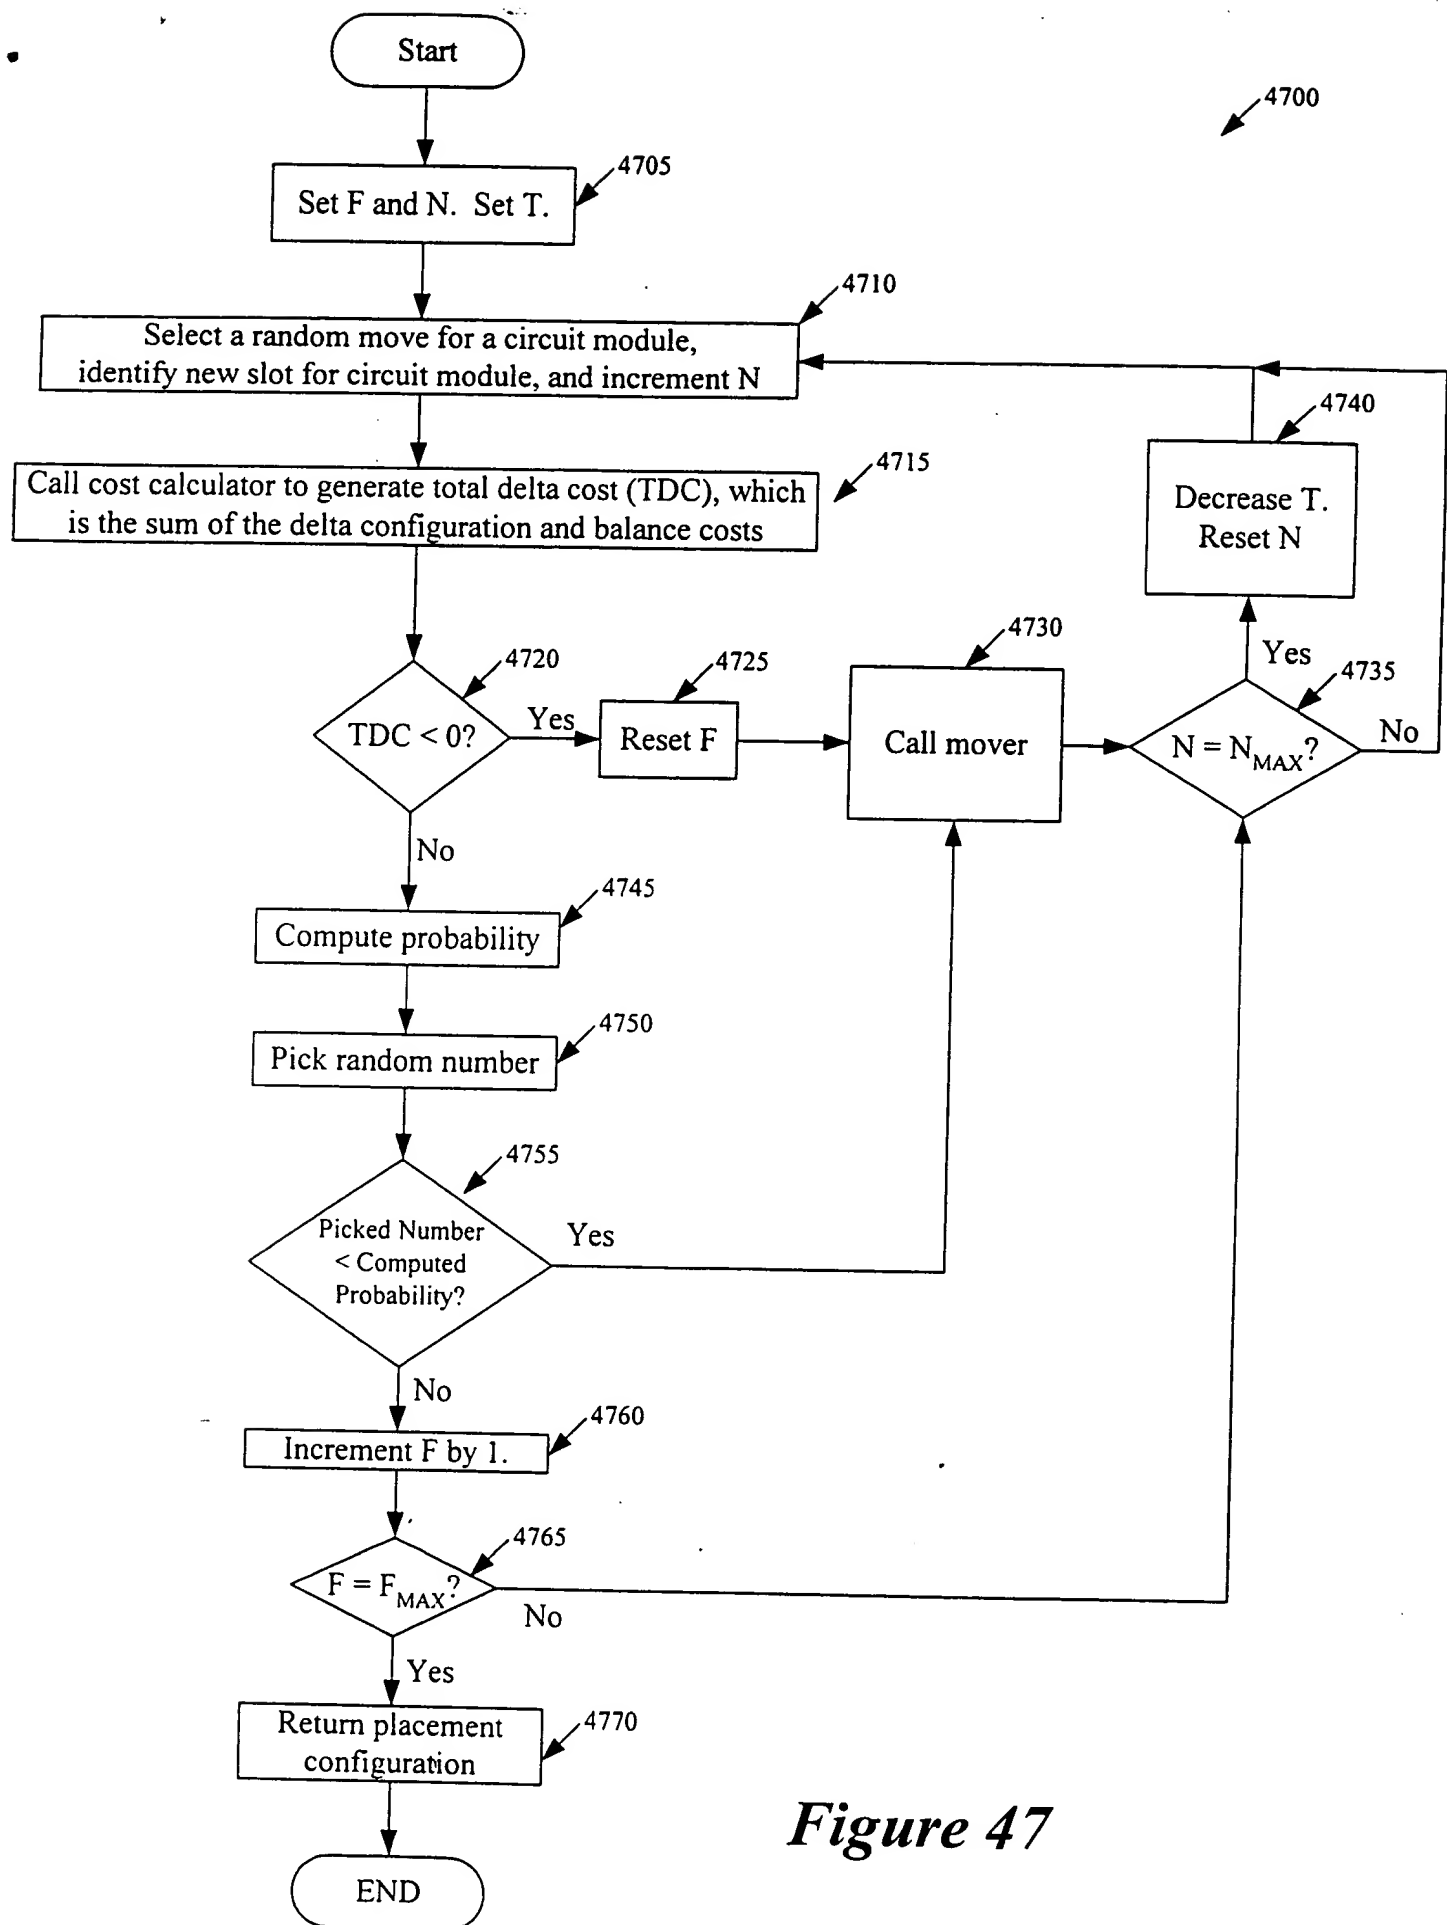 Start
4700
4705
Set F and N. Set T.
4710
Select a random move for a circuit module,
identify new slot for circuit module, and increment N
4740
4715
Call cost calculator to generate total delta cost (TDC), which
is the sum of the delta configuration and balance costs
Decrease T.
Reset N
4730
4720
4725
Yes
4735
TDC < 0?
Yes
Reset F
Call mover
N = NMAX?
No
No
4745
Compute probability
4750
Pick random number
4755
Picked Number
< Computed
Probability?
Yes
No
4760
Increment F by 1.
4765
F = FMAX?
No
Yes
Return placement
configuration
4770
Figure 47
END